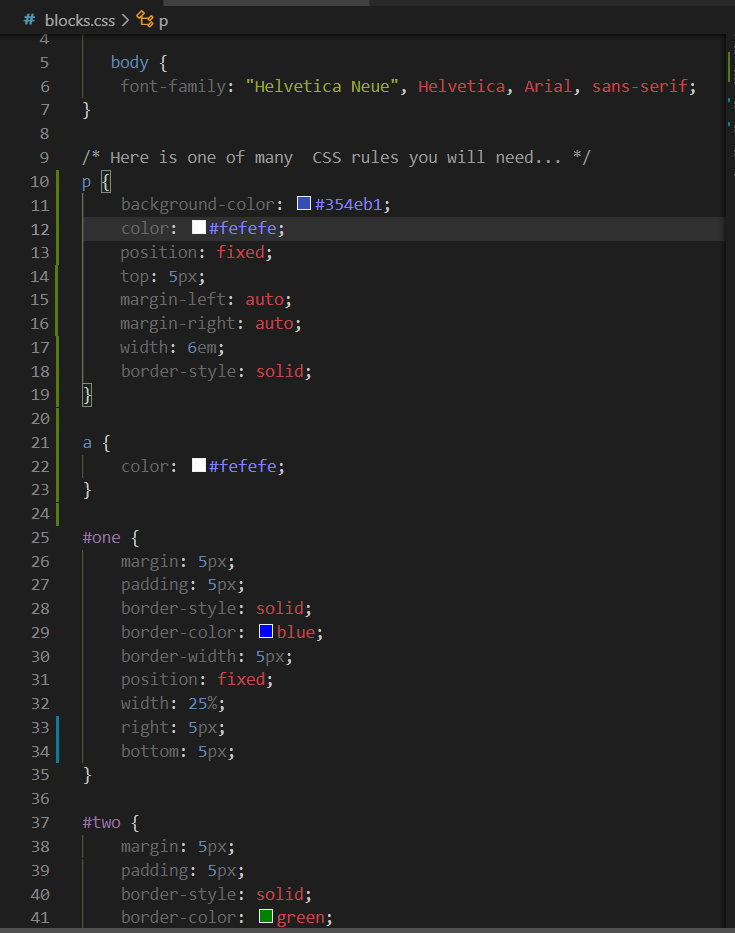 # blocks.css > p
4
5 body {
6 font-family: "Helvetica Neue", Helvetica, Arial, sans-serif;
7 }
8
9 /* Here is one of many  CSS rules you will need... */
10 p {
11 background-color: #354eb1;
12 color: #fefefe;
13 position: fixed;
14 top: 5px;
15 margin-left: auto;
16 margin-right: auto;
17 width: 6em;
18 border-style: solid;
19 }
20
21 a {
22 color: #fefefe;
23 }
24
25 #one {
26 margin: 5px;
27 padding: 5px;
28 border-style: solid;
29 border-color: blue;
30 border-width: 5px;
31 position: fixed;
32 width: 25%;
33 right: 5px;
34 bottom: 5px;
35 }
36
37 #two {
38 margin: 5px;
39 padding: 5px;
40 border-style: solid;
41 border-color: green;